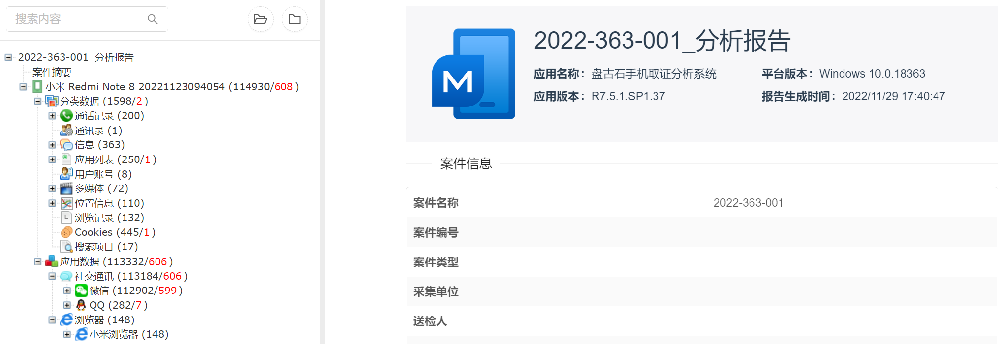 搜索内容
2022-363-001_分析报告
案件摘要
小米 Redmi Note 8 20221123094054 (114930/608 )
分类数据 (1598/2 )
通话记录 (200)
通讯录 (1)
信息 (363)
应用列表 (250/1 )
用户账号 (8)
多媒体 (72)
位置信息 (110)
浏览记录 (132)
Cookies (445/1 )
搜索项目 (17)
应用数据 (113332/606 )
社交通讯 (113184/606 )
微信 (112902/599 )
QQ (282/7 )
浏览器 (148)
小米浏览器 (148)
M
2022-363-001_分析报告
应用名称： 盘古石手机取证分析系统 平台版本： Windows 10.0.18363
应用版本： R7.5.1.SP1.37 报告生成时间： 2022/11/29 17:40:47
案件信息
案件名称 2022-363-001
案件编号
案件类型
采集单位
送检人